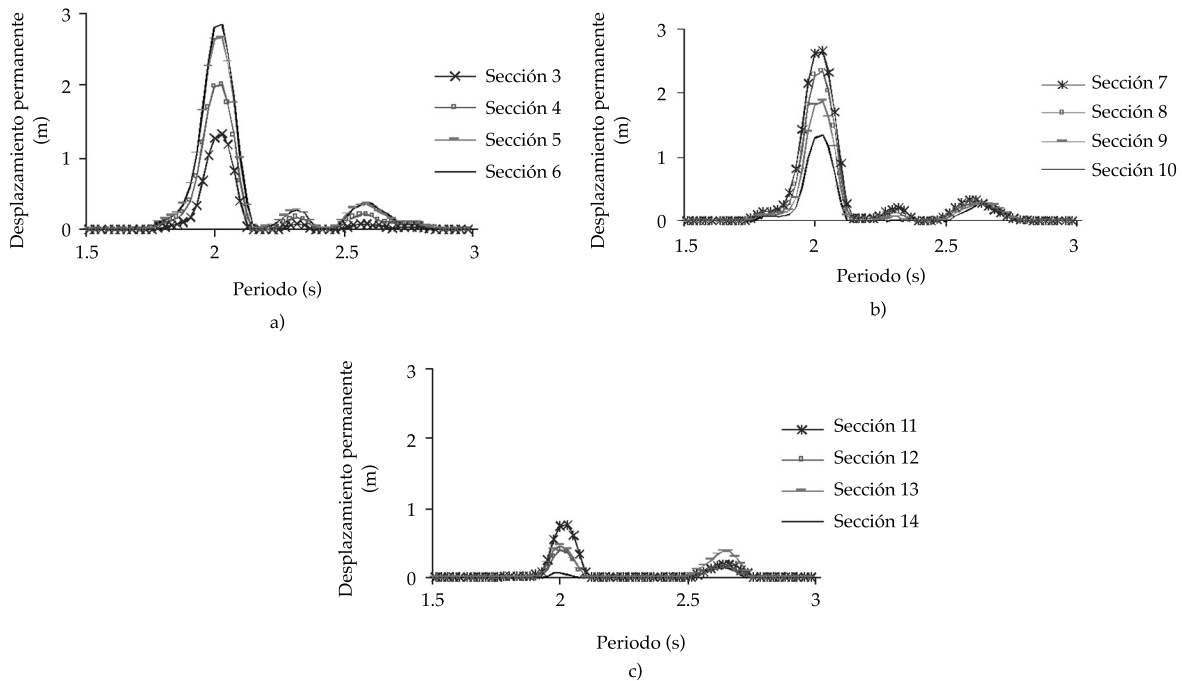 Desplazamiento permanente
(m)
3
2
1
0
1.5
2
2.5
3
Periodo (s)
a)
Sección 3
Sección 4
Sección 5
Sección 6
Desplazamiento permanente
(m)
3
2
1
0
1.5
2
2.5
3
Periodo (s)
b)
Sección 7
Sección 8
Sección 9
Sección 10
Desplazamiento permanente
(m)
3
2
1
0
1.5
2
2.5
3
Periodo (s)
c)
Sección 11
Sección 12
Sección 13
Sección 14